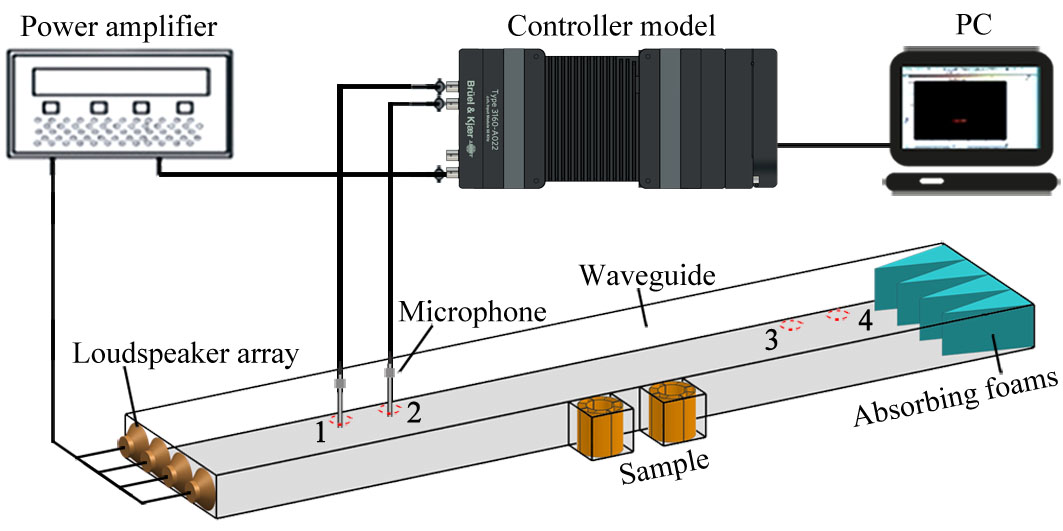 Power amplifier
Controller model
PC
Brüel & Kjær
Type 3160-A022
Waveguide
Microphone
Loudspeaker array
1
2
3
4
Absorbing foams
Sample